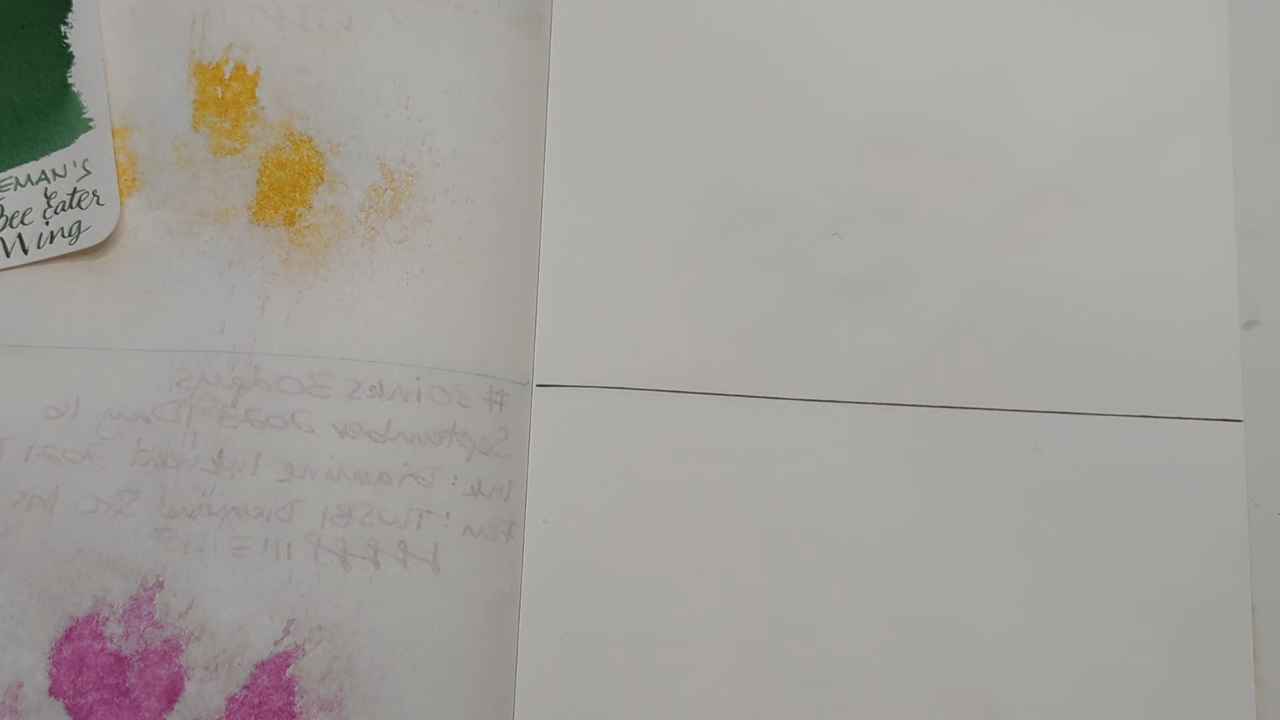 EMAN'S
Bee Eater
Wing
#30inks30days
September 2023 Day 16
Ink: Diamine Inkvent 2021
Pen: TWSBI Diamond 580